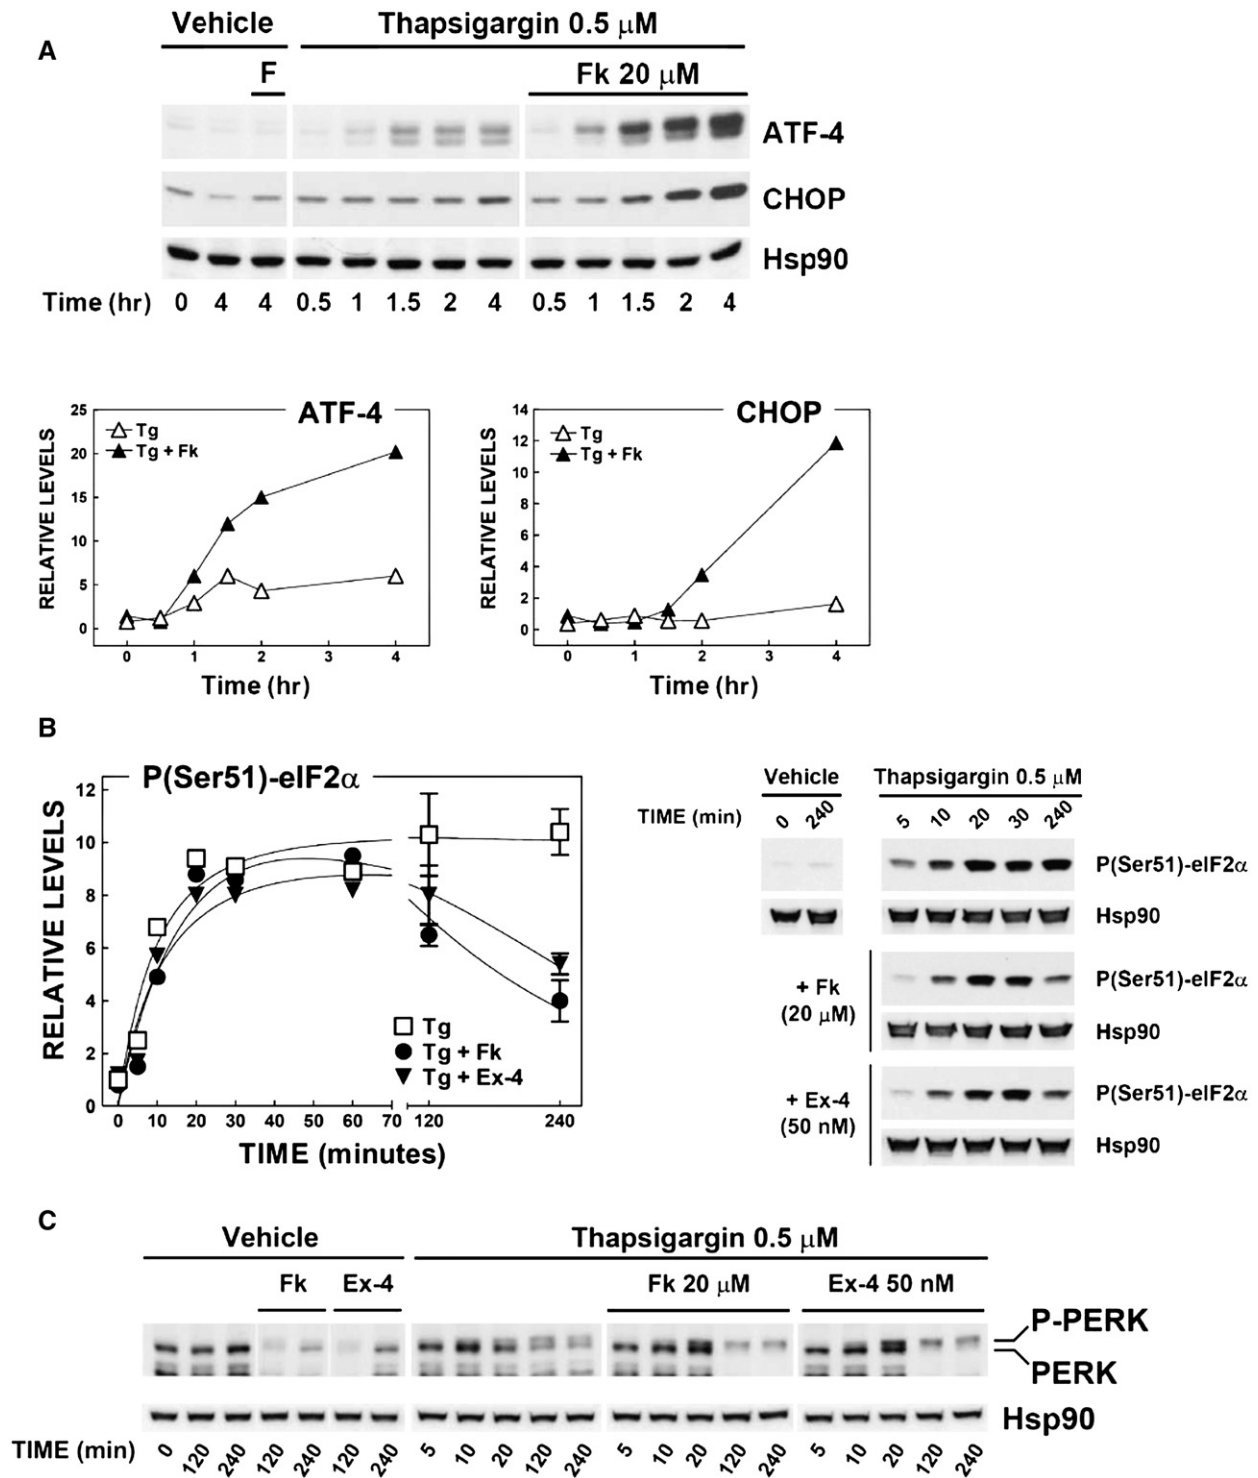 A
Vehicle Thapsigargin 0.5 μM
F Fk 20 μM
ATF-4
CHOP
Hsp90
Time (hr) 0 4 4 0.5 1 1.5 2 4 0.5 1 1.5 2 4
ATF-4
RELATIVE LEVELS
25
20
15
10
5
0
Tg
Tg + Fk
0 1 2 3 4
Time (hr)
CHOP
RELATIVE LEVELS
14
12
10
8
6
4
2
0
Tg
Tg + Fk
0 1 2 3 4
Time (hr)
B
P(Ser51)-eIF2α
RELATIVE LEVELS
12
10
8
6
4
2
0
Tg
Tg + Fk
Tg + Ex-4
0 10 20 30 40 50 60 70 120 240
TIME (minutes)
Vehicle Thapsigargin 0.5 μM
TIME (min) 0 240 5 10 20 30 240
P(Ser51)-eIF2α
Hsp90
+ Fk
(20 μM)
P(Ser51)-eIF2α
Hsp90
+ Ex-4
(50 nM)
P(Ser51)-eIF2α
Hsp90
C
Vehicle Thapsigargin 0.5 μM
Fk Ex-4 Fk 20 μM Ex-4 50 nM
P-PERK
PERK
Hsp90
TIME (min) 0 120 240 120 240 120 240 5 10 20 120 240 5 10 20 120 240 5 10 20 120 240